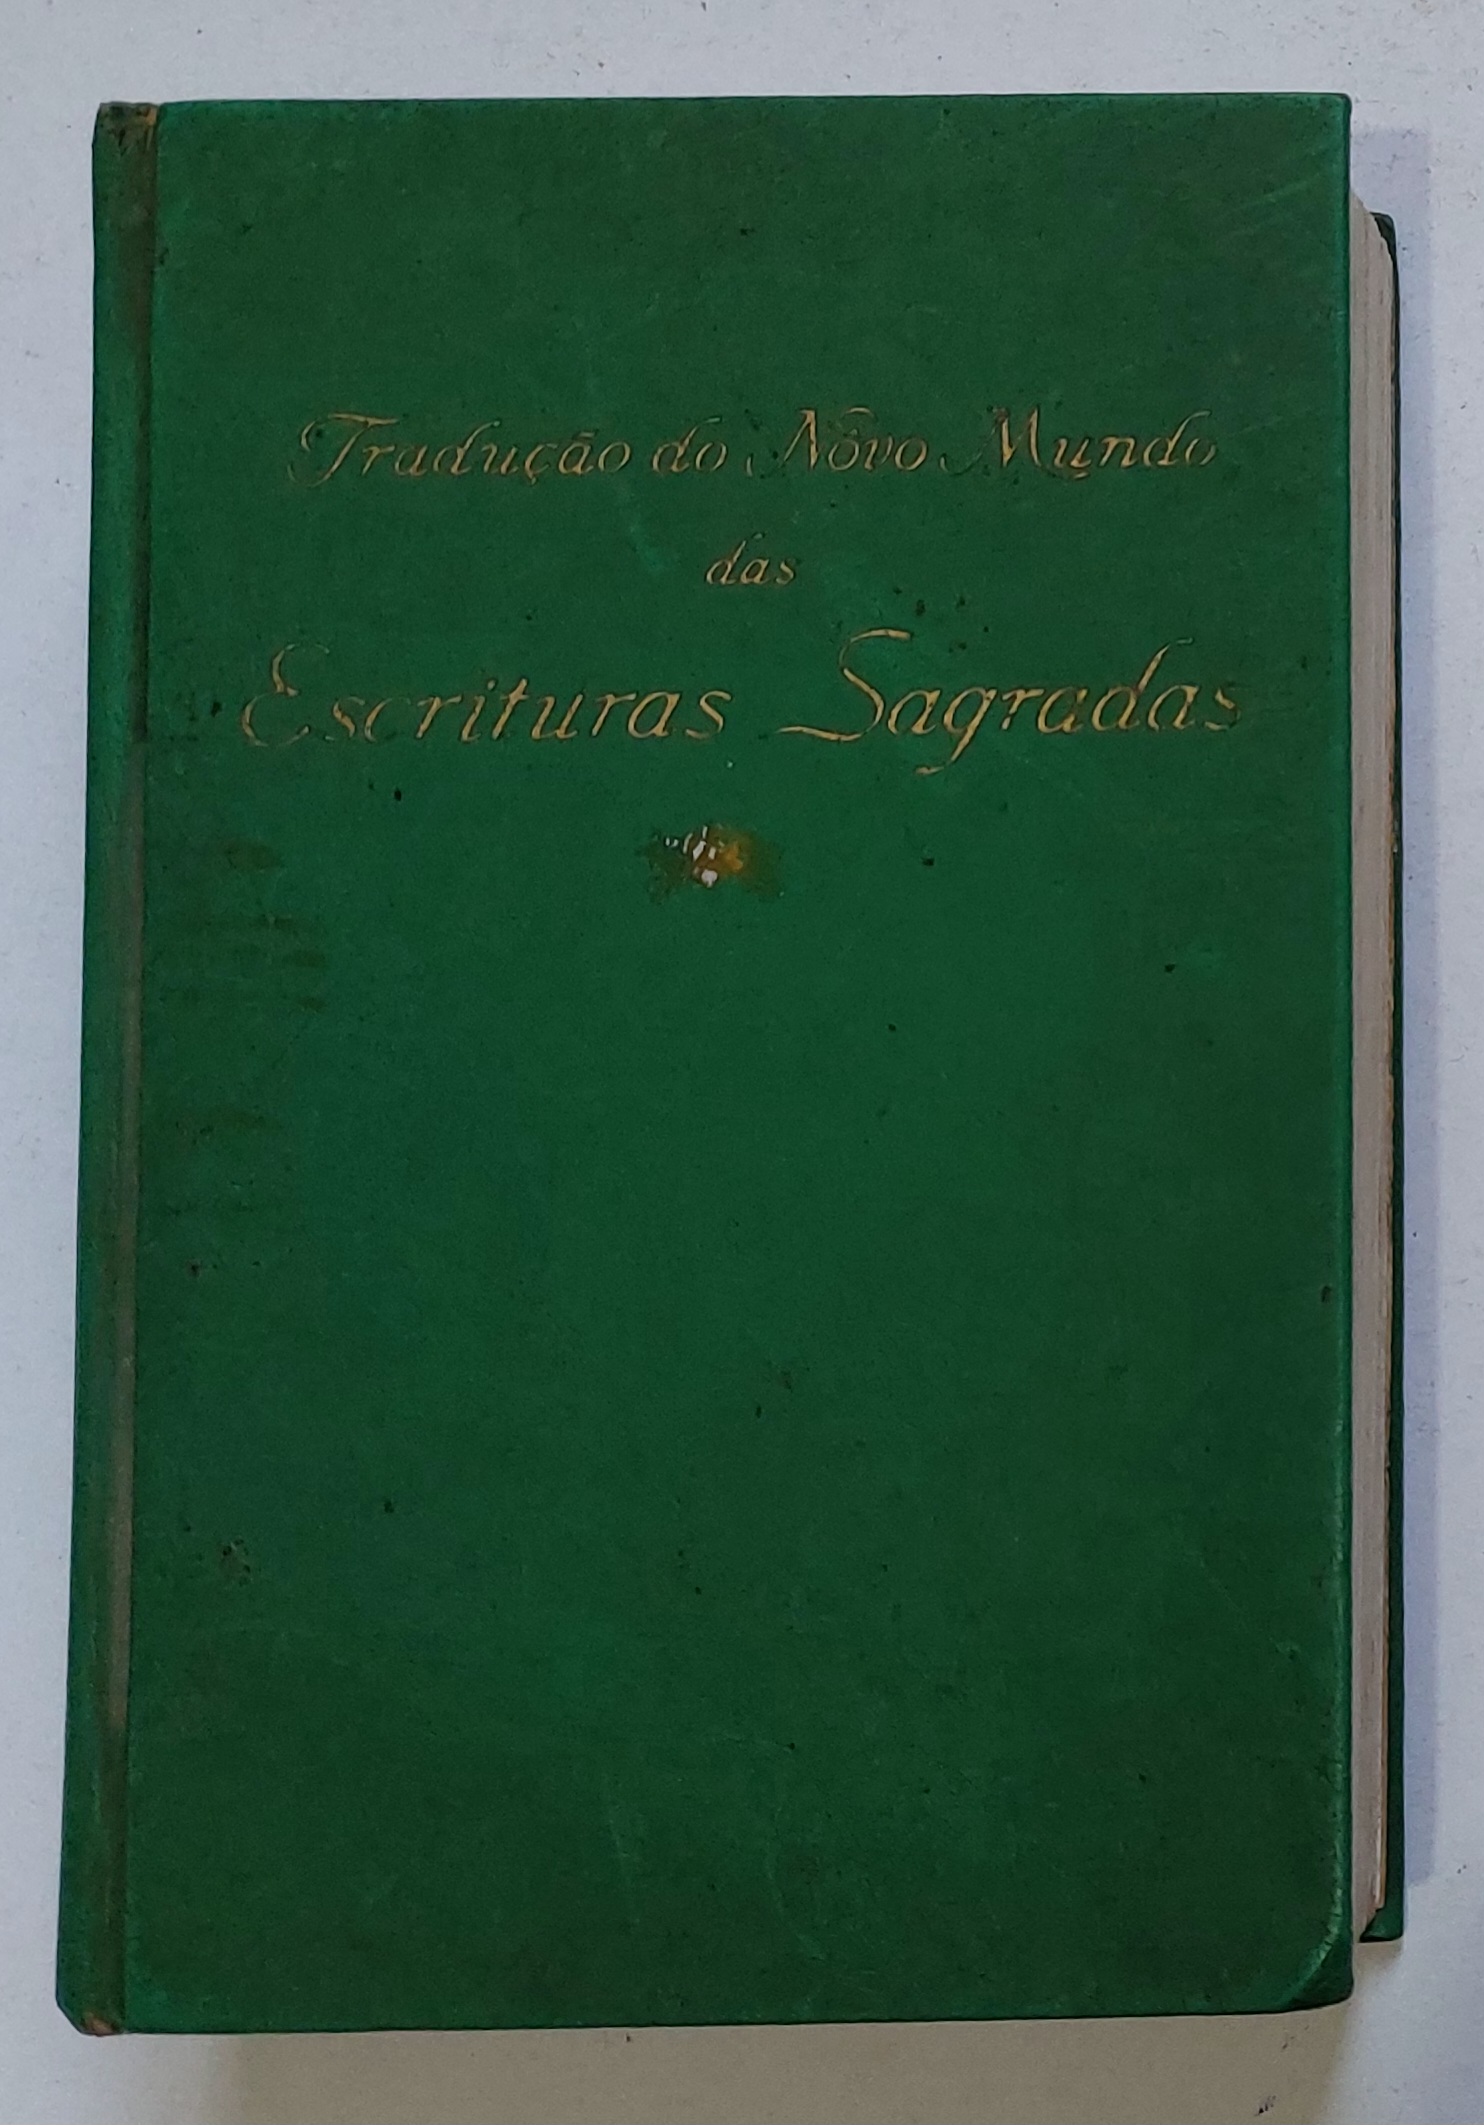 Tradução do Nôvo Mundo
das
Escrituras Sagradas